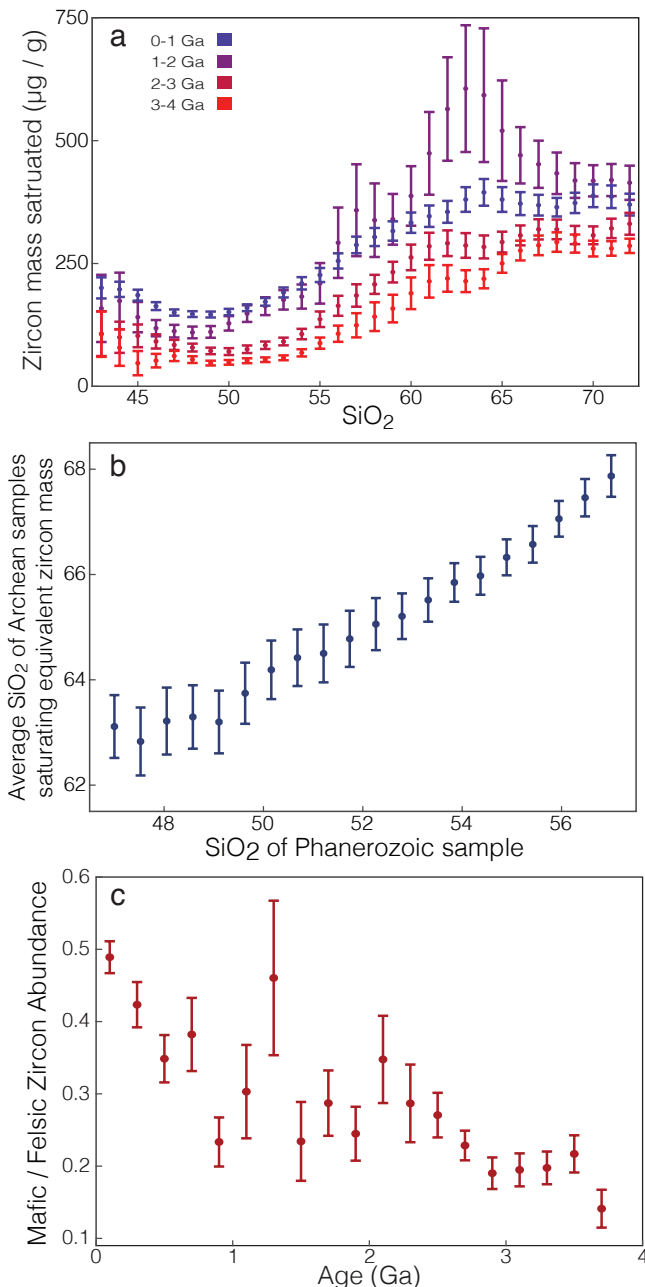 750
a
0-1 Ga
1-2 Ga
2-3 Ga
3-4 Ga
500
250
0
Zircon mass satruated (μg / g)
45 50 55 60 65 70
SiO₂
b
68
66
64
62
Average SiO₂ of Archean samples
saturating equivalent zircon mass
48 50 52 54 56
SiO₂ of Phanerozoic sample
0.6
c
0.5
0.4
0.3
0.2
0.1
Mafic / Felsic Zircon Abundance
0 1 2 3 4
Age (Ga)